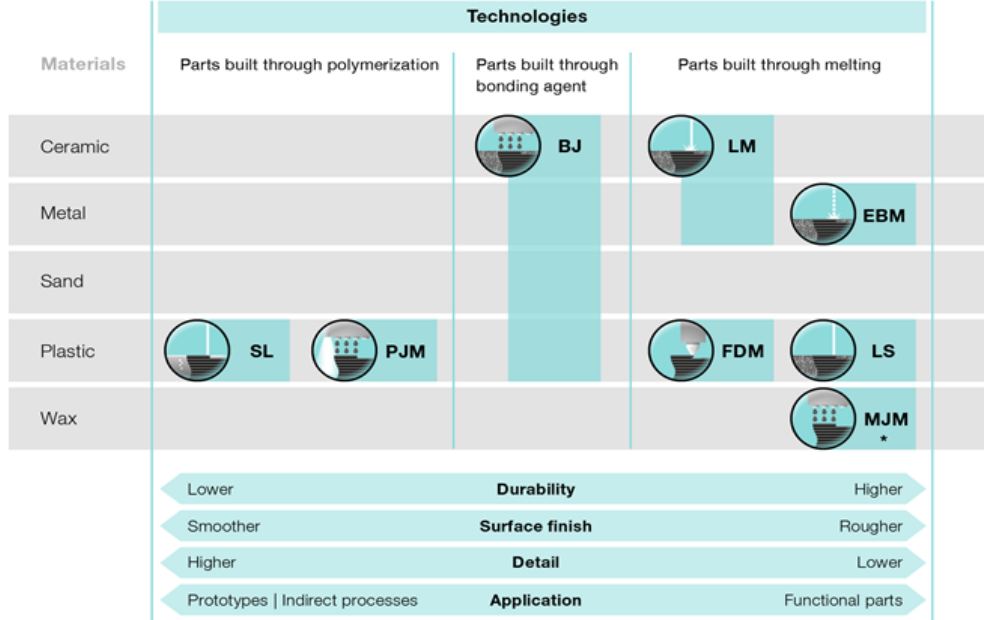 Technologies
Materials
Parts built through polymerization
Parts built through
bonding agent
Parts built through melting
Ceramic
BJ
LM
Metal
EBM
Sand
Plastic
SL
PJM
FDM
LS
Wax
MJM
*
Lower Durability Higher
Smoother Surface finish Rougher
Higher Detail Lower
Prototypes | Indirect processes Application Functional parts